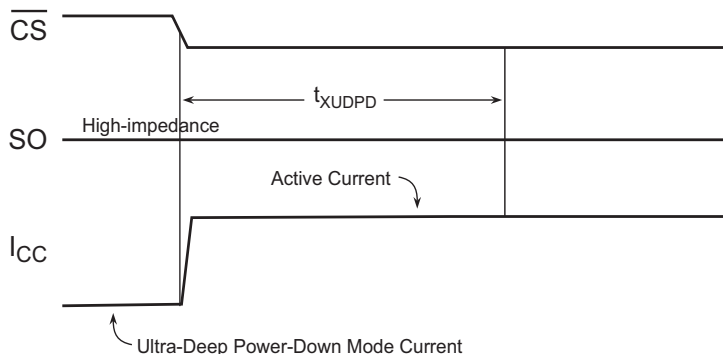 CS
tXUDPD
High-impedance
SO
Active Current
ICC
Ultra-Deep Power-Down Mode Current